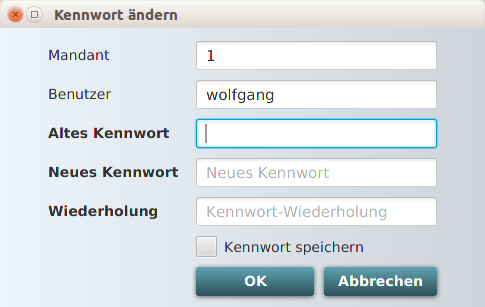 Kennwort ändern
Mandant 1
Benutzer wolfgang
Altes Kennwort
Neues Kennwort Neues Kennwort
Wiederholung Kennwort-Wiederholung
Kennwort speichern
OK Abbrechen